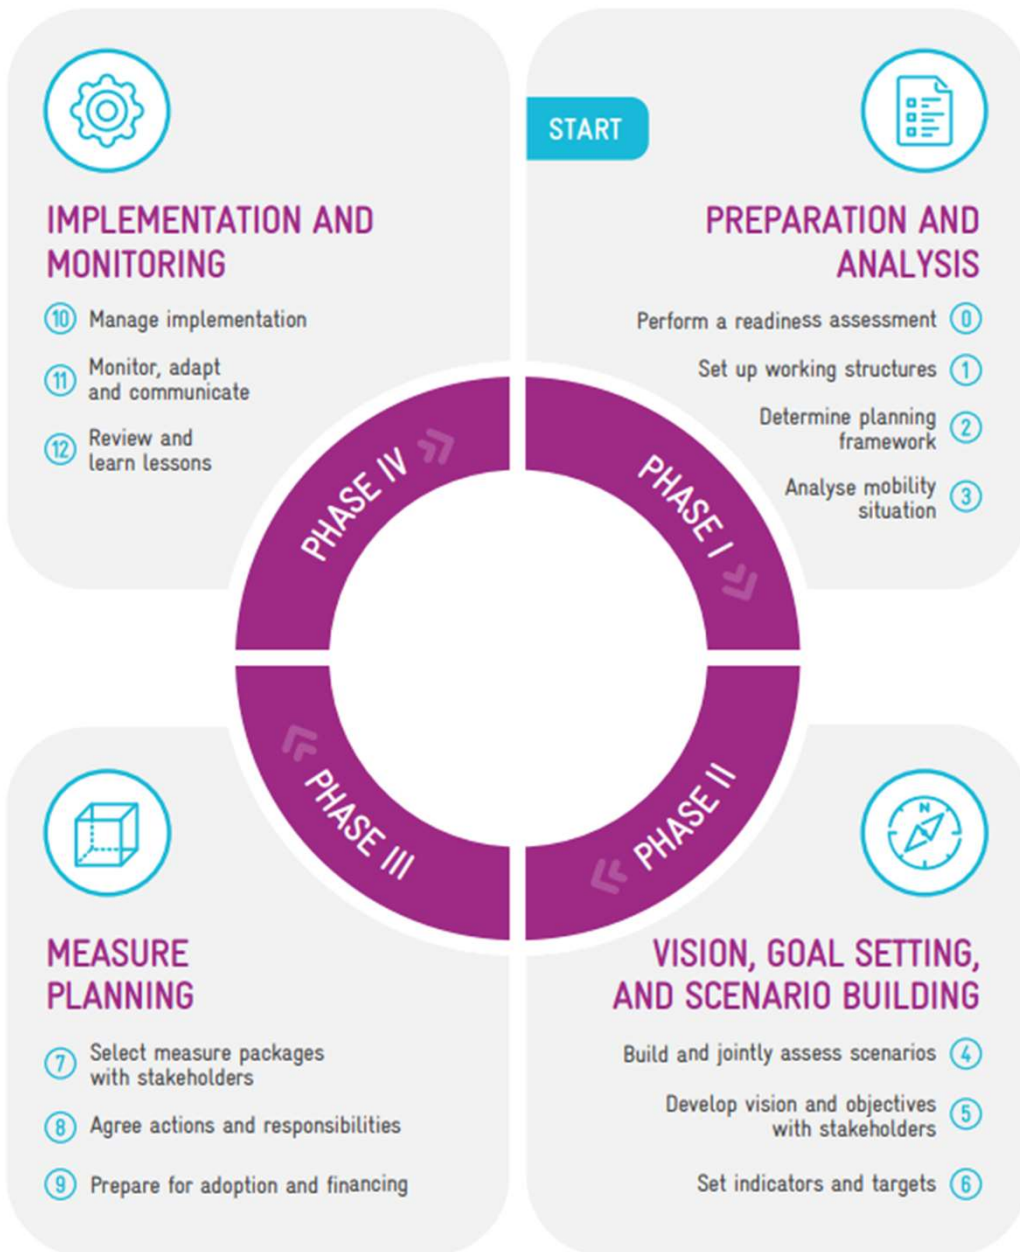 START
PREPARATION AND
ANALYSIS
Perform a readiness assessment 0
Set up working structures 1
Determine planning
framework 2
Analyse mobility
situation 3
PHASE I
VISION, GOAL SETTING,
AND SCENARIO BUILDING
Build and jointly assess scenarios 4
Develop vision and objectives
with stakeholders 5
Set indicators and targets 6
PHASE II
N
MEASURE
PLANNING
7 Select measure packages
with stakeholders
8 Agree actions and responsibilities
9 Prepare for adoption and financing
PHASE III
IMPLEMENTATION AND
MONITORING
10 Manage implementation
11 Monitor, adapt
and communicate
12 Review and
learn lessons
PHASE IV